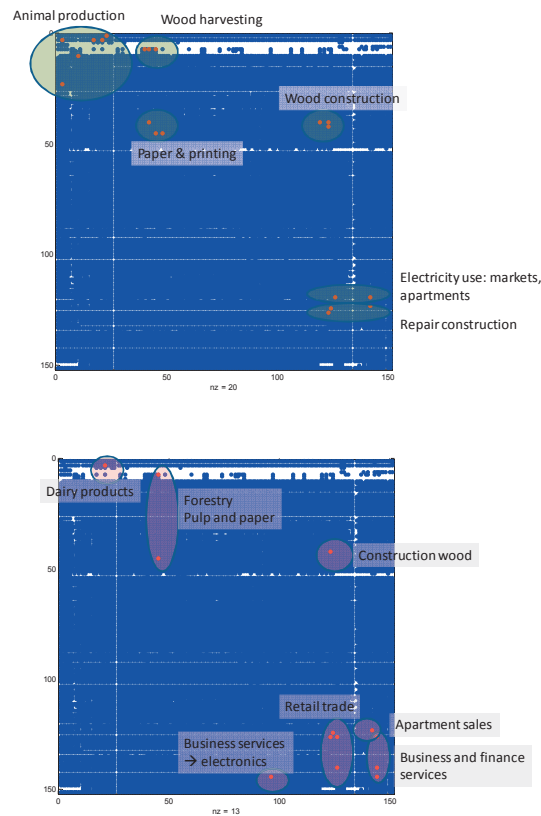 Animal production
Wood harvesting
0
Wood construction
50
Paper & printing
100
Electricity use: markets,
apartments
Repair construction
150
0
50
100
150
nz = 20
0
Dairy products
Forestry
Pulp and paper
Construction wood
50
100
Retail trade
Apartment sales
Business services
→ electronics
Business and finance
services
150
0
50
100
150
nz = 13